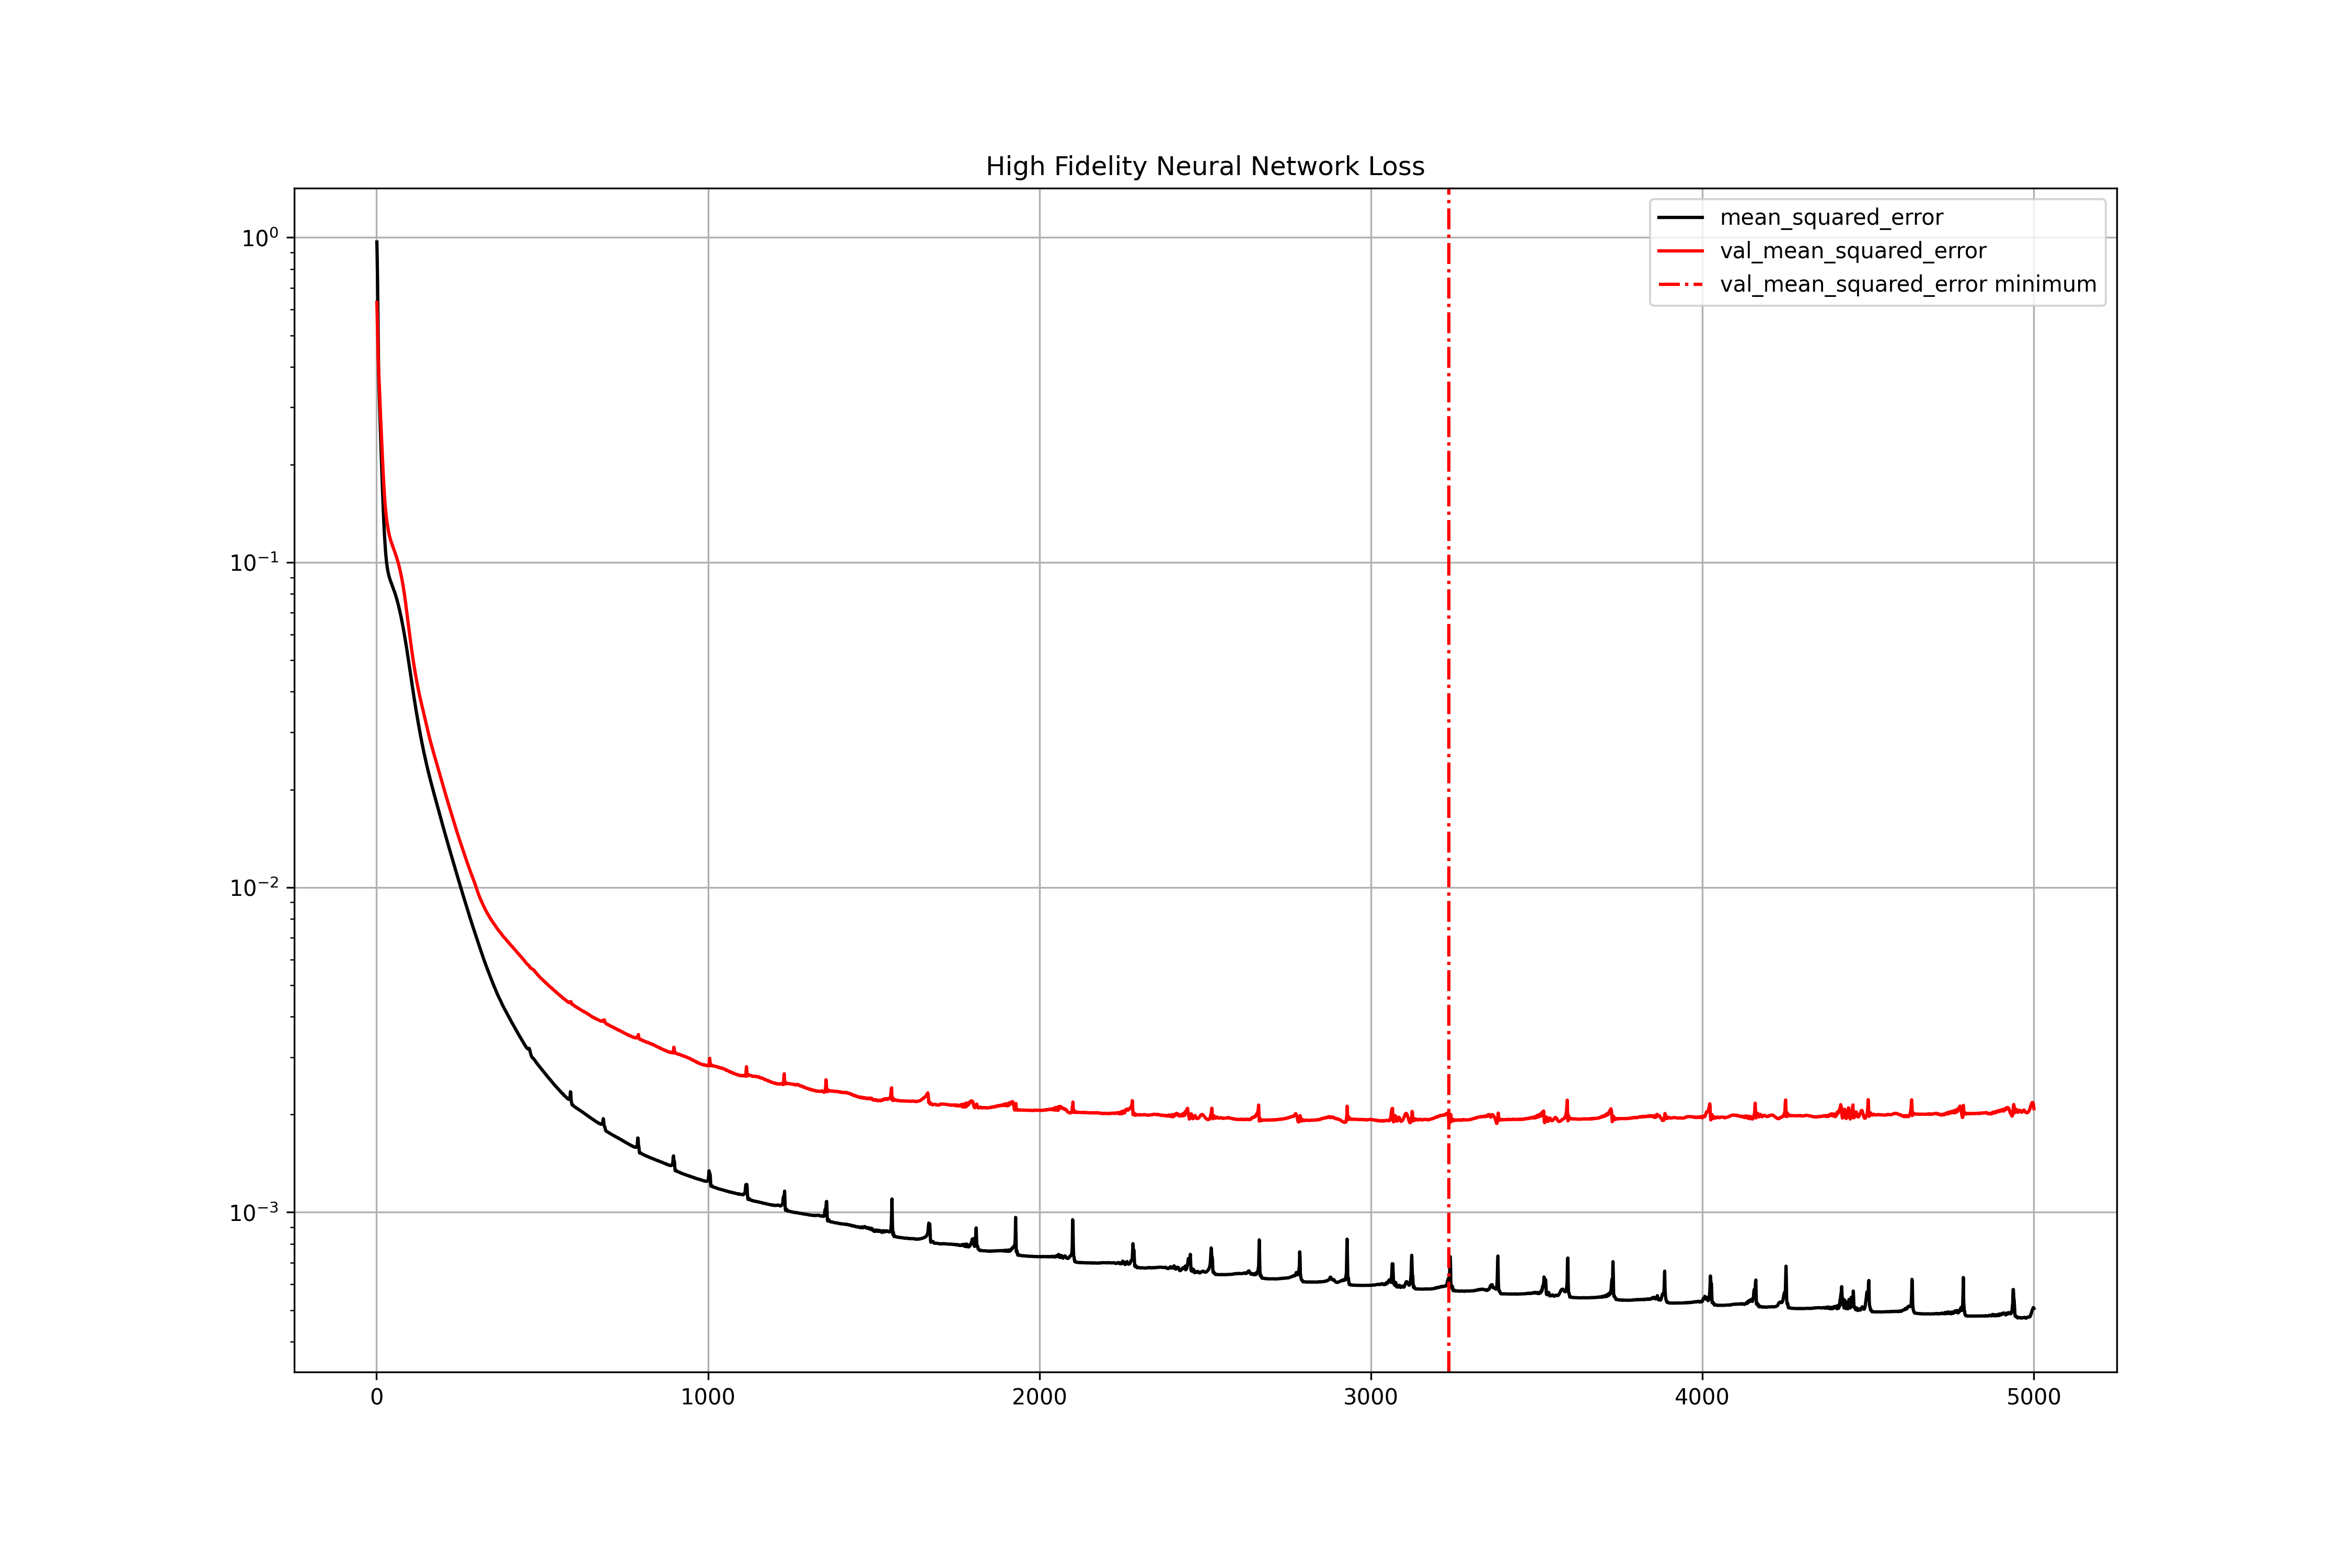 High Fidelity Neural Network Loss
mean_squared_error
val_mean_squared_error
val_mean_squared_error minimum
10⁰
10⁻¹
10⁻²
10⁻³
0 1000 2000 3000 4000 5000